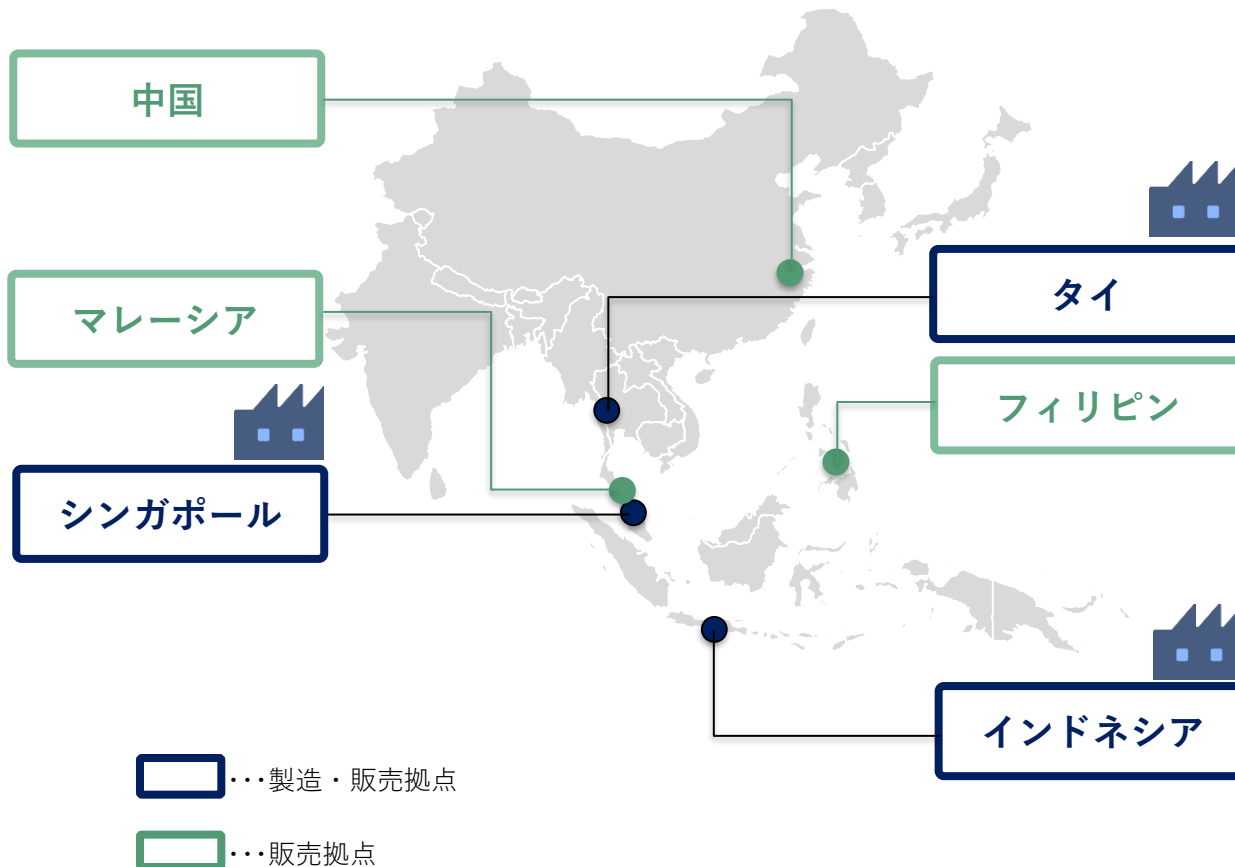 中国
タイ
マレーシア
フィリピン
シンガポール
インドネシア
･･･製造・販売拠点
･･･販売拠点